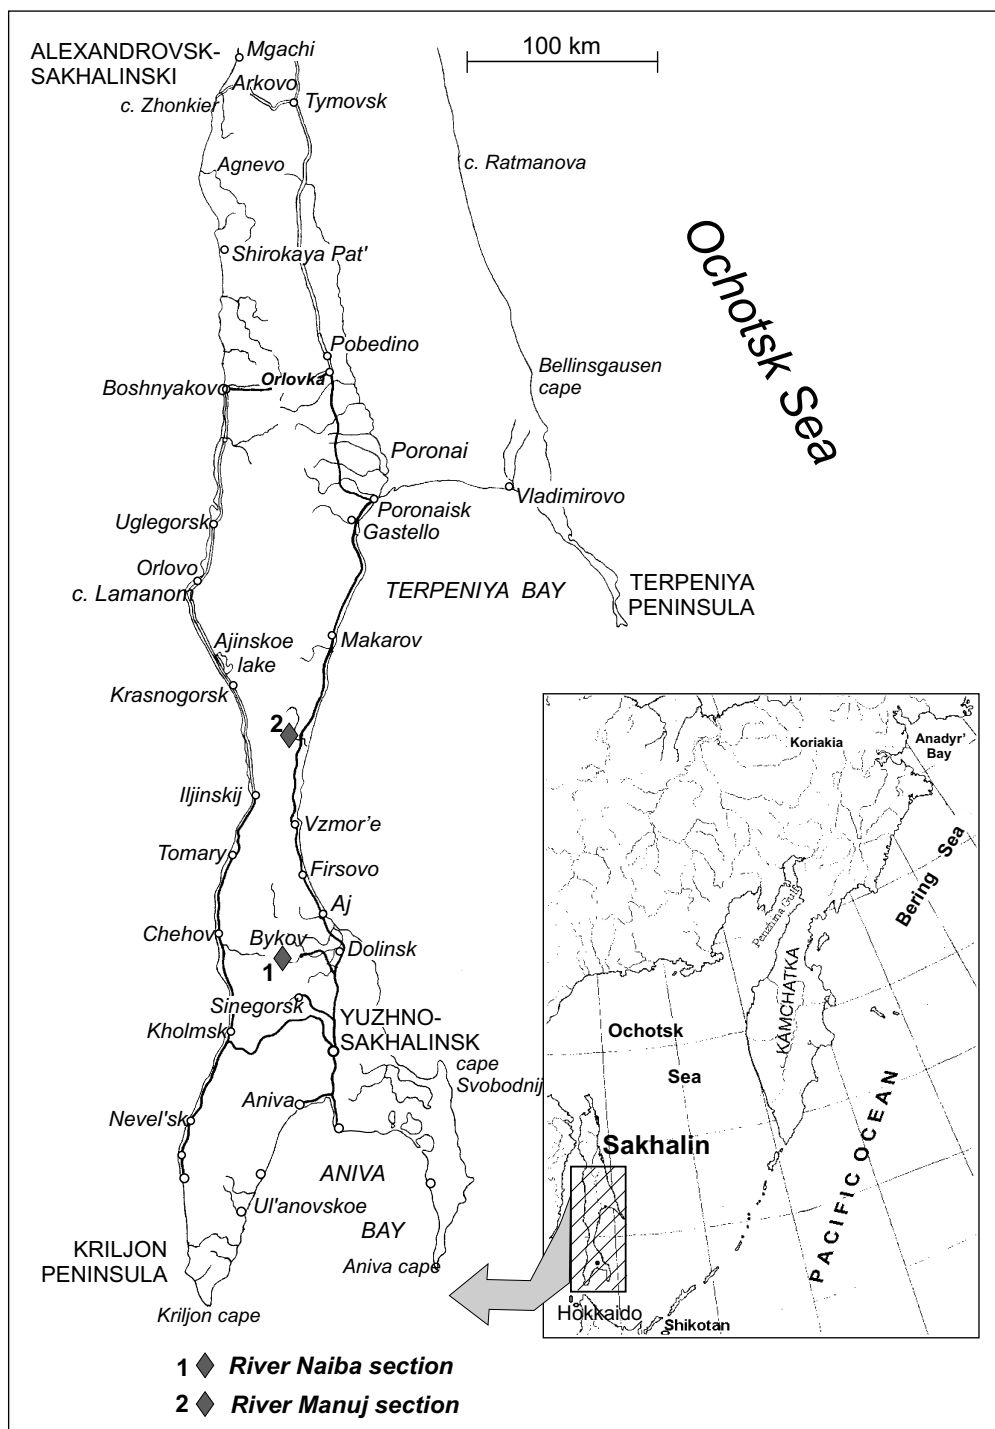 ALEXANDROVSK-
SAKHALINSKI
Mgachi
100 km
Arkovo
c. Zhonkier
Tymovsk
c. Ratmanova
Agnevo
Ochotsk Sea
Shirokaya Pat'
Pobedino
Bellinsgausen
cape
Orlovka
Boshnyakov
Poronai
Vladimirovo
Poronaisk
Uglegorsk
Gastello
Orlovo
c. Lamanon
TERPENIYA BAY
TERPENIYA
PENINSULA
Makarov
Ajinskoe
lake
Krasnogorsk
2
Iljinskij
Vzmor'e
Tomary
Firsovo
Aj
Chehov
Bykov
Dolinsk
1
Sinegorsk
Kholmsk
YUZHNO-
SAKHALINSK
cape
Svobodnij
Aniva
Nevel'sk
ANIVA
BAY
Ul'anovskoe
KRILJON
PENINSULA
Aniva cape
Kriljon cape
Koriakia
Anadyr'
Bay
Bering Sea
Penzhina Gulf
KAMCHATKA
Ochotsk
Sea
Sakhalin
PACIFIC OCEAN
Hokkaido
Shikotan
1 River Naiba section
2 River Manuj section